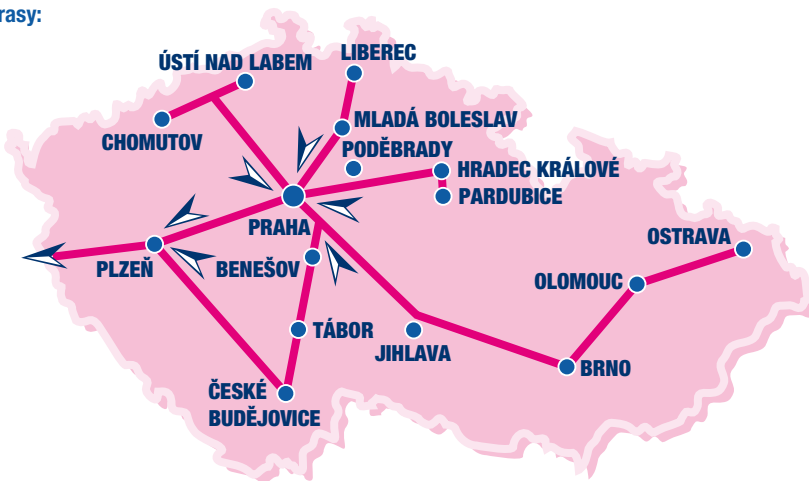 rasy:
ÚSTÍ NAD LABEM
LIBEREC
CHOMUTOV
MLADÁ BOLESLAV
PODĚBRADY
HRADEC KRÁLOVÉ
PARDUBICE
PRAHA
OSTRAVA
PLZEŇ
BENEŠOV
OLOMOUC
TÁBOR
JIHLAVA
BRNO
ČESKÉ
BUDĚJOVICE